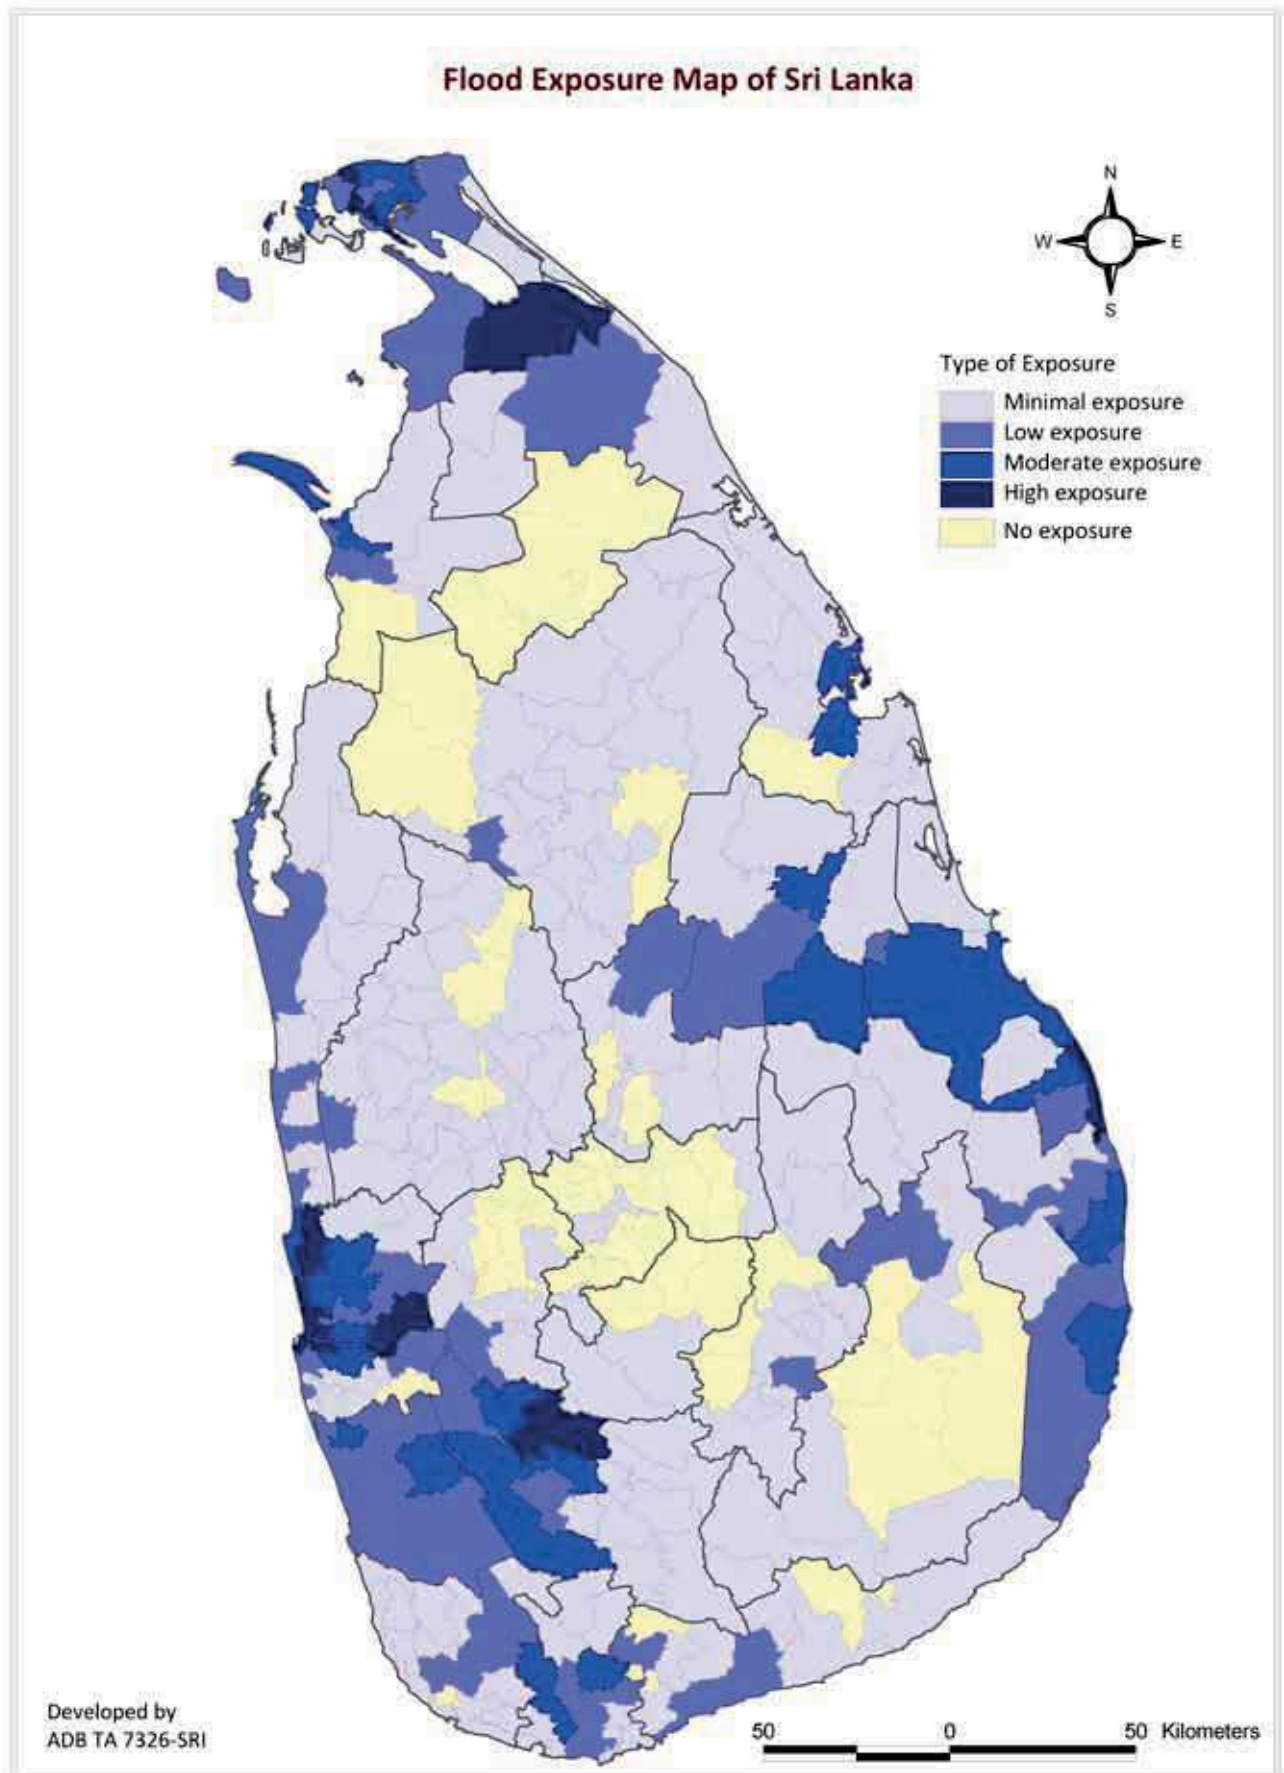 Flood Exposure Map of Sri Lanka
N
W
E
S
Type of Exposure
Minimal exposure
Low exposure
Moderate exposure
High exposure
No exposure
Developed by
ADB TA 7326-SRI
50 0 50 Kilometers